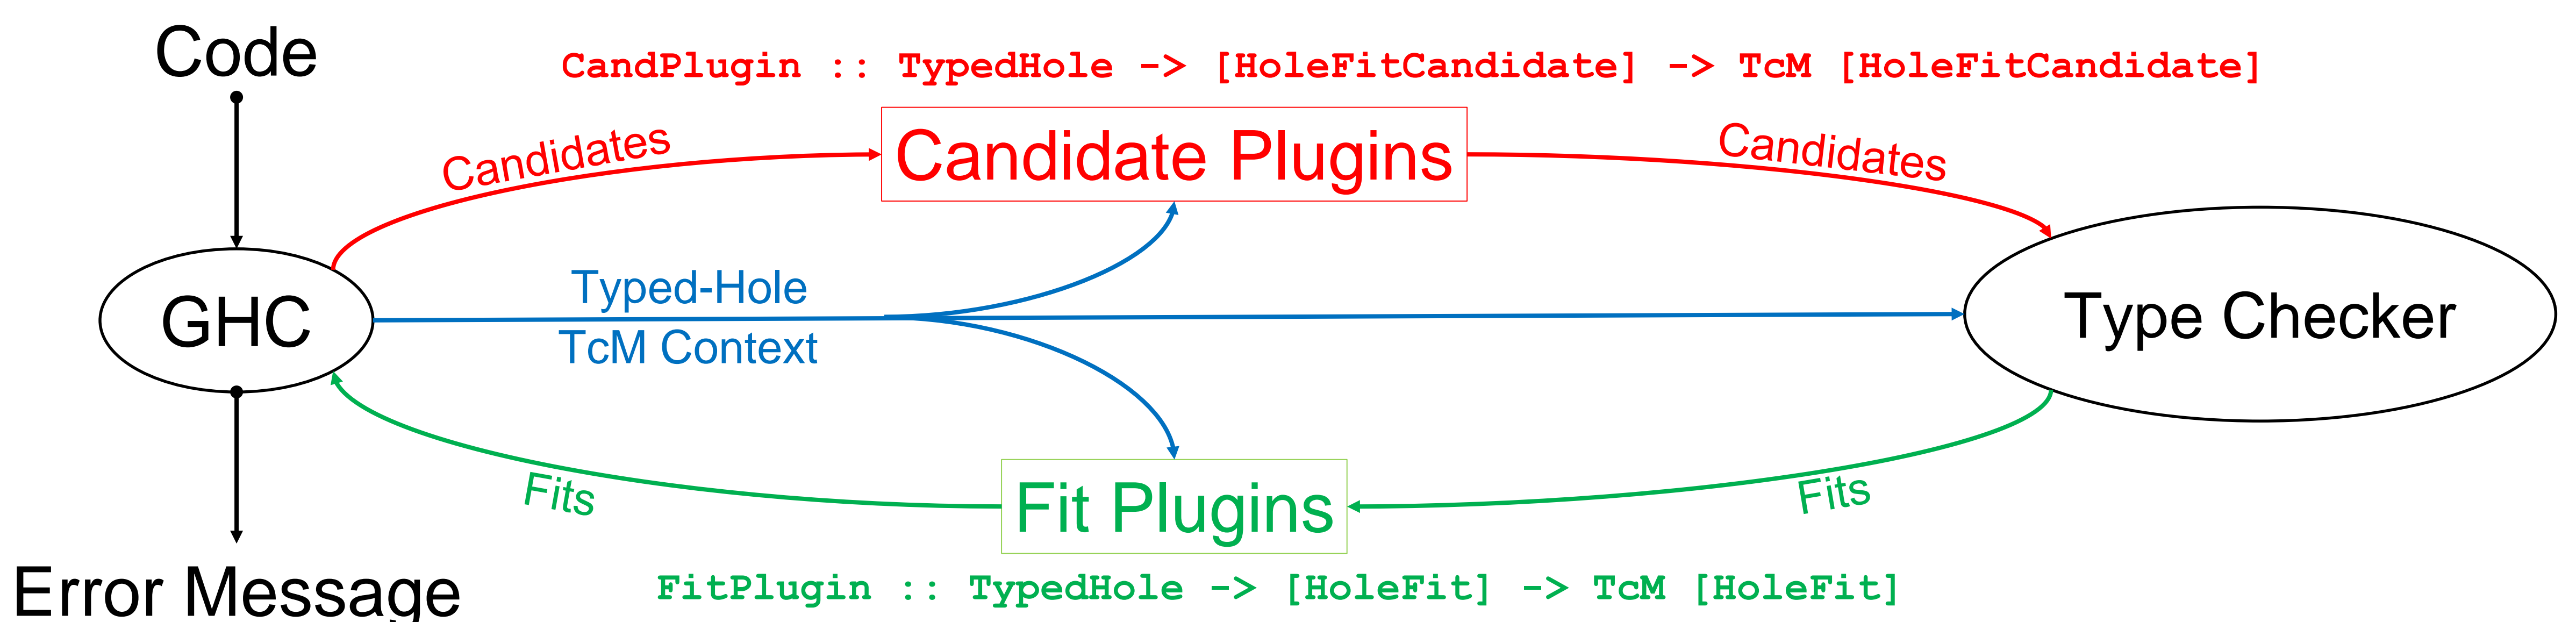 Code
CandPlugin :: TypedHole -> [HoleFitCandidate] -> TcM [HoleFitCandidate]
Candidates
Candidate Plugins
Candidates
GHC
Typed-Hole
TcM Context
Type Checker
Fits
Fit Plugins
Fits
Error Message
FitPlugin :: TypedHole -> [HoleFit] -> TcM [HoleFit]